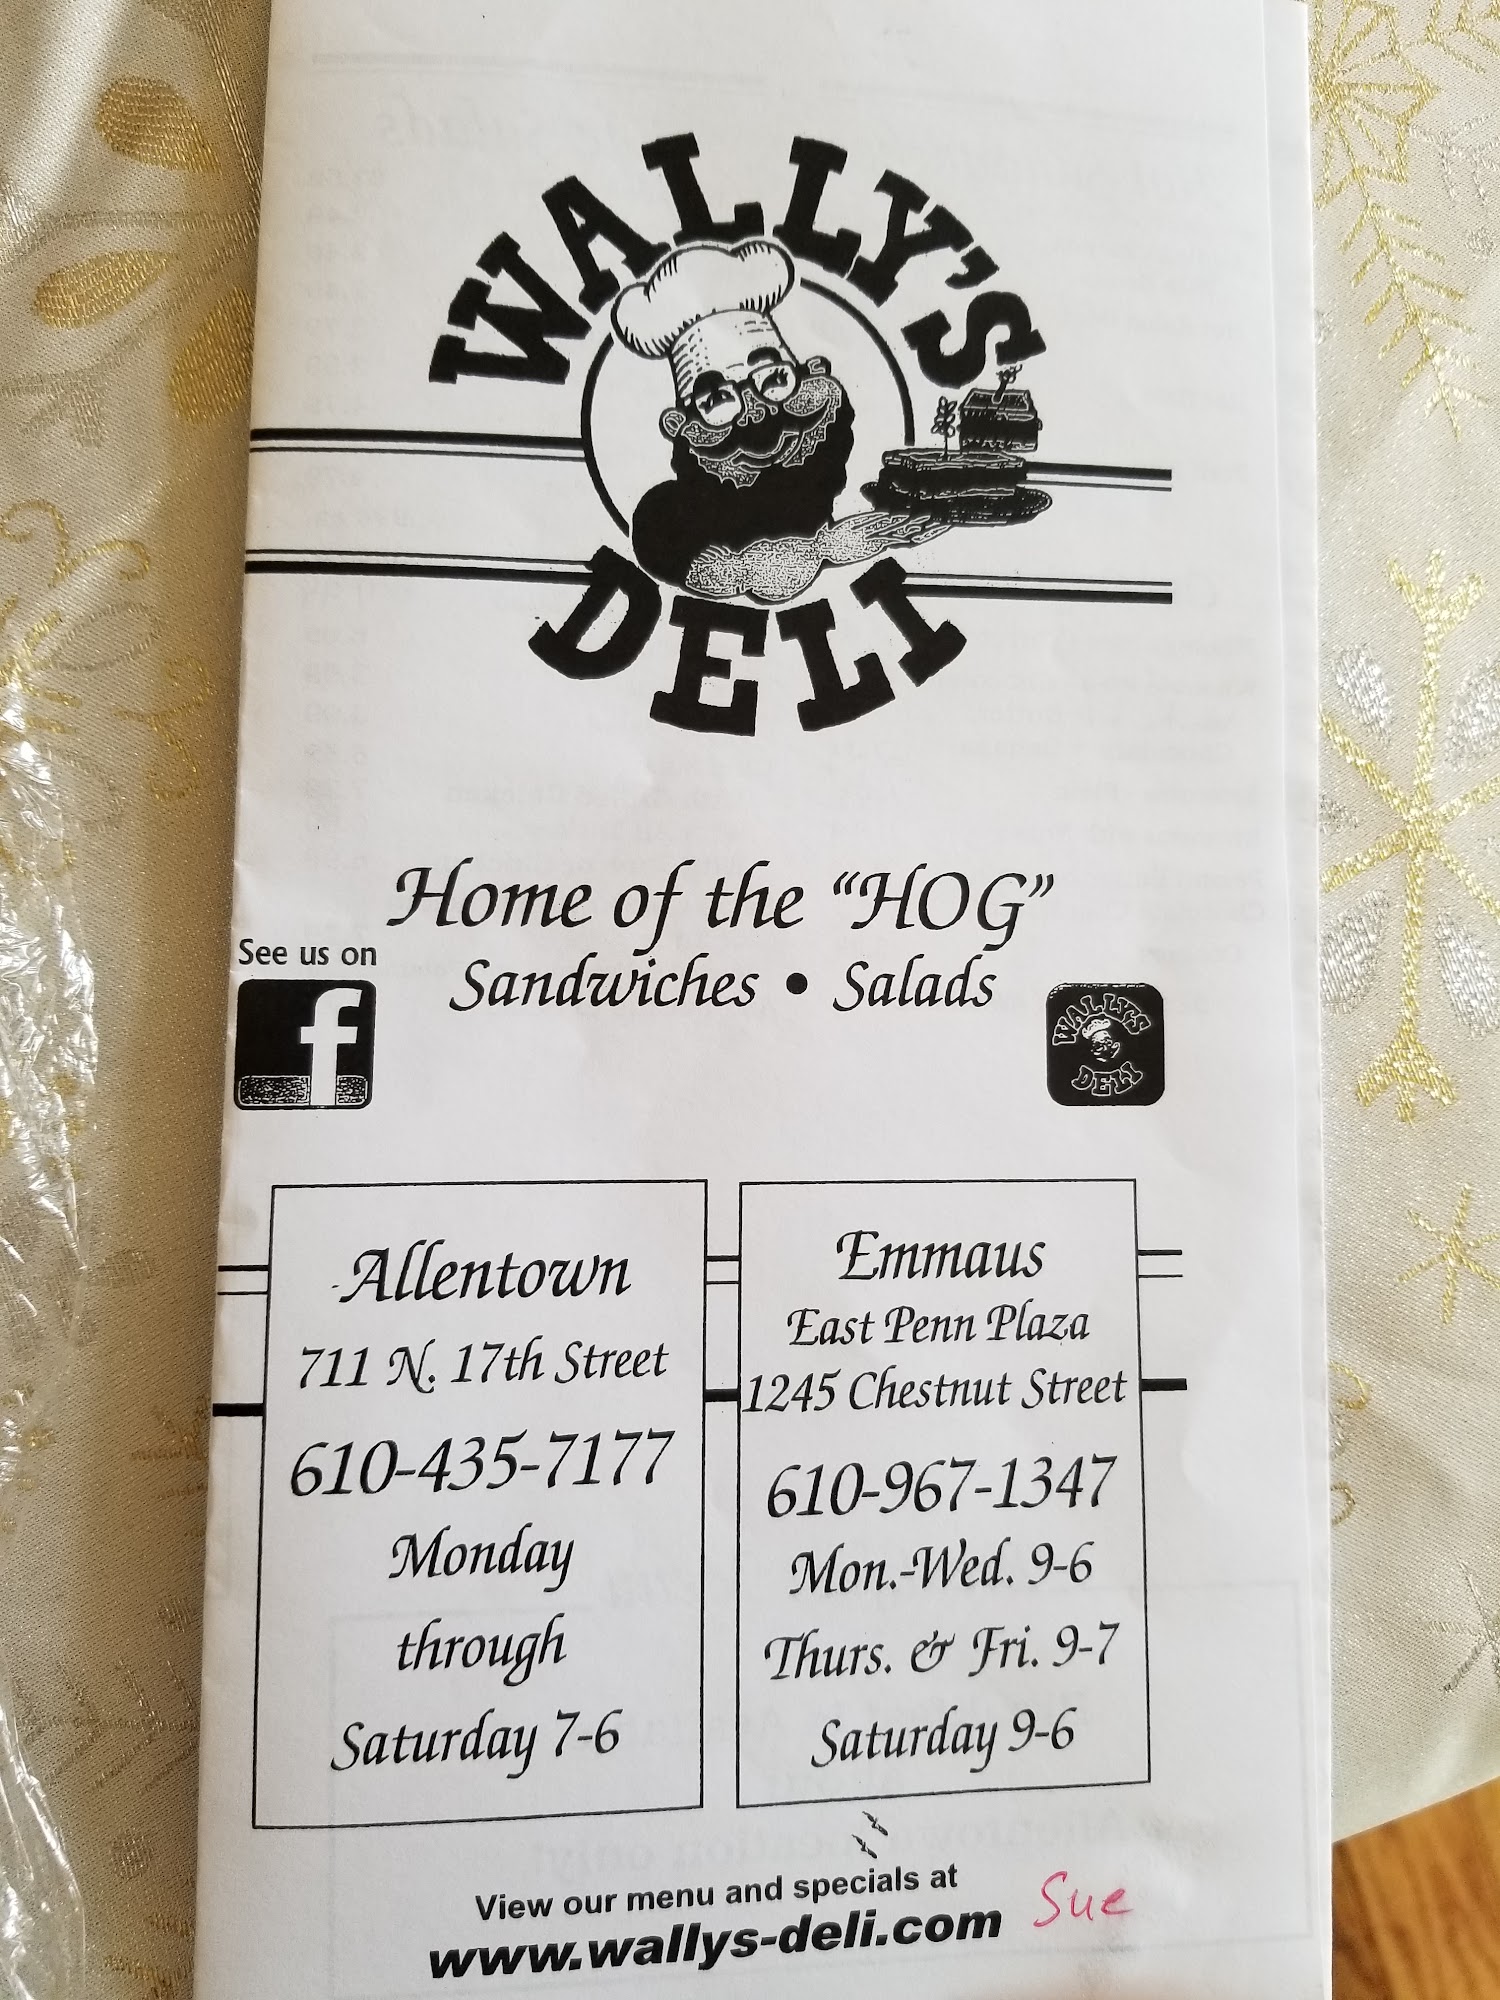 WALLY'S
DELI
Home of the “HOG”
Sandwiches • Salads
See us on
f
WALLY'S
DELI
Allentown
711 N. 17th Street
610-435-7177
Monday
through
Saturday 7-6
Emmaus
East Penn Plaza
1245 Chestnut Street
610-967-1347
Mon.-Wed. 9-6
Thurs. & Fri. 9-7
Saturday 9-6
View our menu and specials at
www.wallys-deli.com
Sue